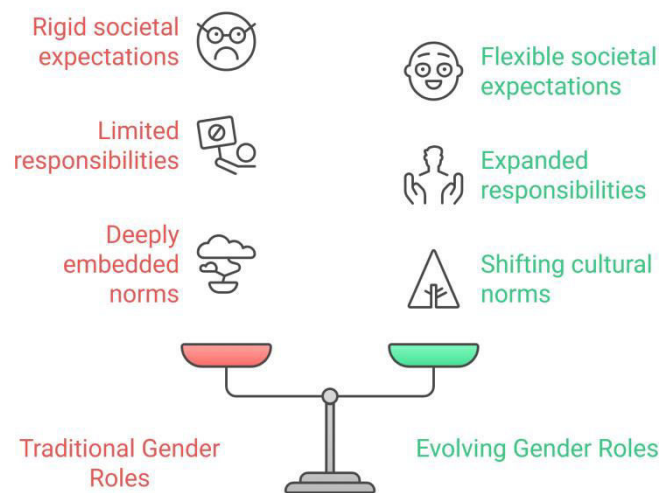 Rigid societal
expectations
Limited
responsibilities
Deeply
embedded
norms
Flexible societal
expectations
Expanded
responsibilities
Shifting cultural
norms
Traditional Gender
Roles
Evolving Gender Roles